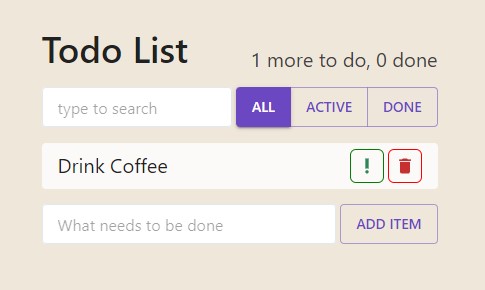 Todo List
1 more to do, 0 done
type to search
ALL
ACTIVE
DONE
Drink Coffee
!
What needs to be done
ADD ITEM